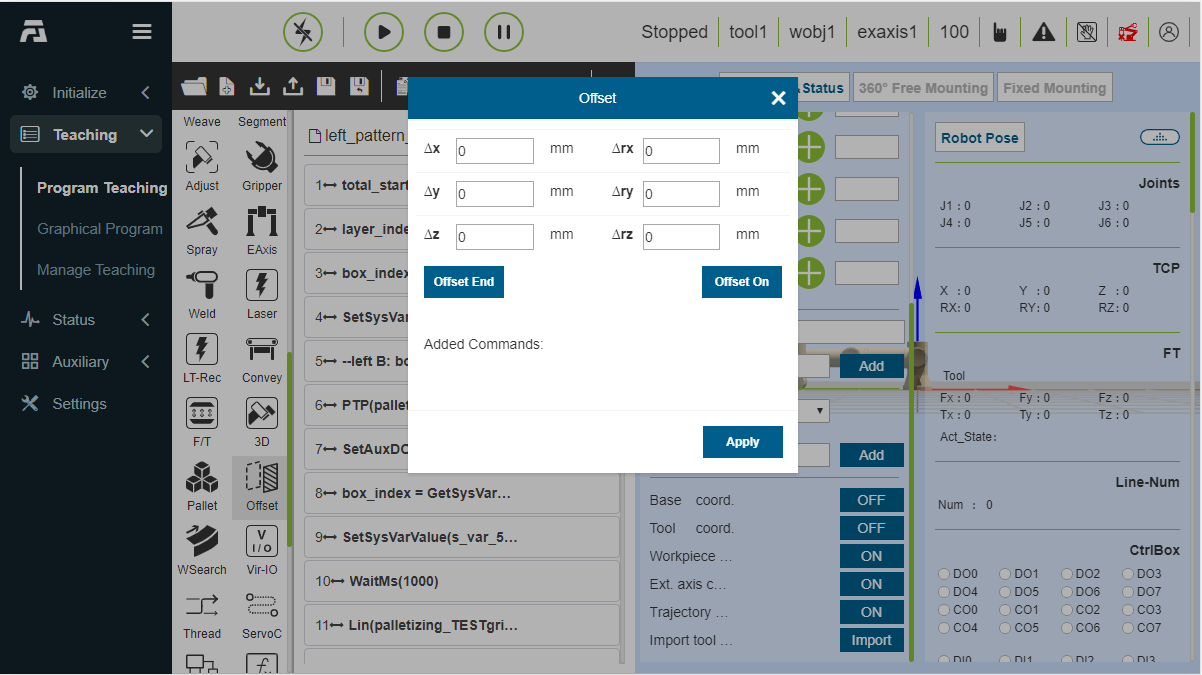 Stopped tool1 wobj1 exaxis1 100
Initialize
Teaching
Program Teaching
Graphical Program
Manage Teaching
Status
Auxiliary
Settings
Weave Segment
Adjust Gripper
Spray EAxis
Weld Laser
LT-Rec Convey
F/T 3D
Pallet Offset
V
I/O
WSearch Vir-IO
Thread ServoC
left_pattern_
1 total_start
2 layer_inde
3 box_index
4 SetSysVar
5 --left B: bo
6 PTP(pallet
7 SetAuxDO
8 box_index = GetSysVar...
9 SetSysVarValue(s_var_5...
10 WaitMs(1000)
11 Lin(palletizing_TESTgri...
Offset
Δx 0 mm Δrx 0 mm
Δy 0 mm Δry 0 mm
Δz 0 mm Δrz 0 mm
Offset End Offset On
Added Commands:
Apply
Status 360° Free Mounting Fixed Mounting
Add
Add
Base coord. OFF
Tool coord. OFF
Workpiece ... ON
Ext. axis c... ON
Trajectory ... ON
Import tool ... Import
Robot Pose
Joints
J1 : 0 J2 : 0 J3 : 0
J4 : 0 J5 : 0 J6 : 0
TCP
X : 0 Y : 0 Z : 0
RX: 0 RY: 0 RZ: 0
FT
Tool
Fx : 0 Fy : 0 Fz : 0
Tx : 0 Ty : 0 Tz : 0
Act_State:
Line-Num
Num : 0
CtrlBox
DO0 DO1 DO2 DO3
DO4 DO5 DO6 DO7
CO0 CO1 CO2 CO3
CO4 CO5 CO6 CO7
DI0 DI1 DI2 DI3